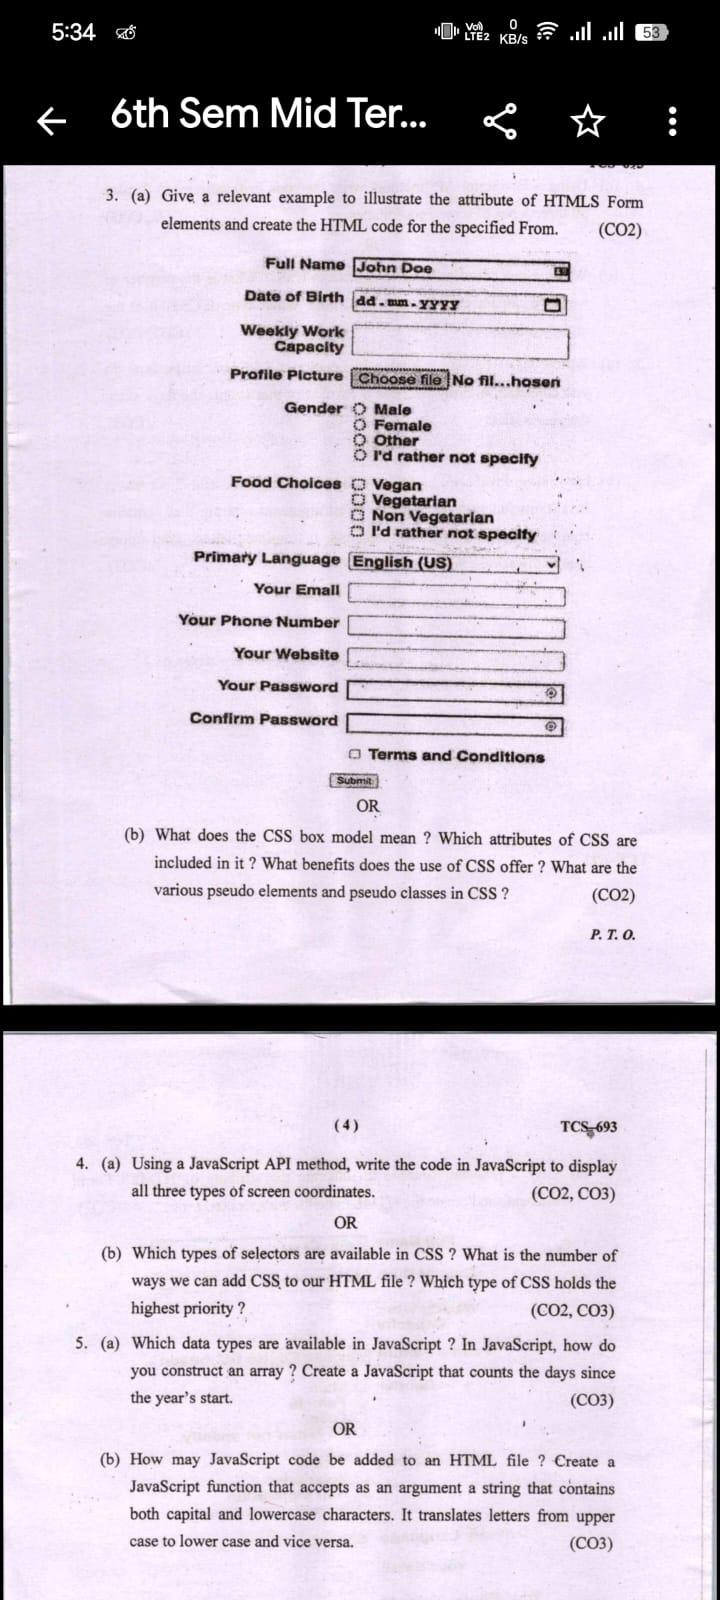 5:34
Vo))
LTE2
0
KB/s
53
6th Sem Mid Ter...
3. (a) Give a relevant example to illustrate the attribute of HTMLS Form
elements and create the HTML code for the specified From. (CO2)
Full Name John Doe
Date of Birth dd-mm-yyyy
Weekly Work
Capacity
Profile Picture Choose file No fil...hosen
Gender Male
Female
Other
I'd rather not specify
Food Choices Vegan
Vegetarian
Non Vegetarian
I'd rather not specify
Primary Language English (US)
Your Email
Your Phone Number
Your Website
Your Password
Confirm Password
Terms and Conditions
Submit
OR
(b) What does the CSS box model mean ? Which attributes of CSS are
included in it ? What benefits does the use of CSS offer ? What are the
various pseudo elements and pseudo classes in CSS ? (CO2)
P. T. O.
(4) TCS-693
4. (a) Using a JavaScript API method, write the code in JavaScript to display
all three types of screen coordinates. (CO2, CO3)
OR
(b) Which types of selectors are available in CSS ? What is the number of
ways we can add CSS to our HTML file ? Which type of CSS holds the
highest priority ? (CO2, CO3)
5. (a) Which data types are available in JavaScript ? In JavaScript, how do
you construct an array ? Create a JavaScript that counts the days since
the year's start. (CO3)
OR
(b) How may JavaScript code be added to an HTML file ? Create a
JavaScript function that accepts as an argument a string that contains
both capital and lowercase characters. It translates letters from upper
case to lower case and vice versa. (CO3)